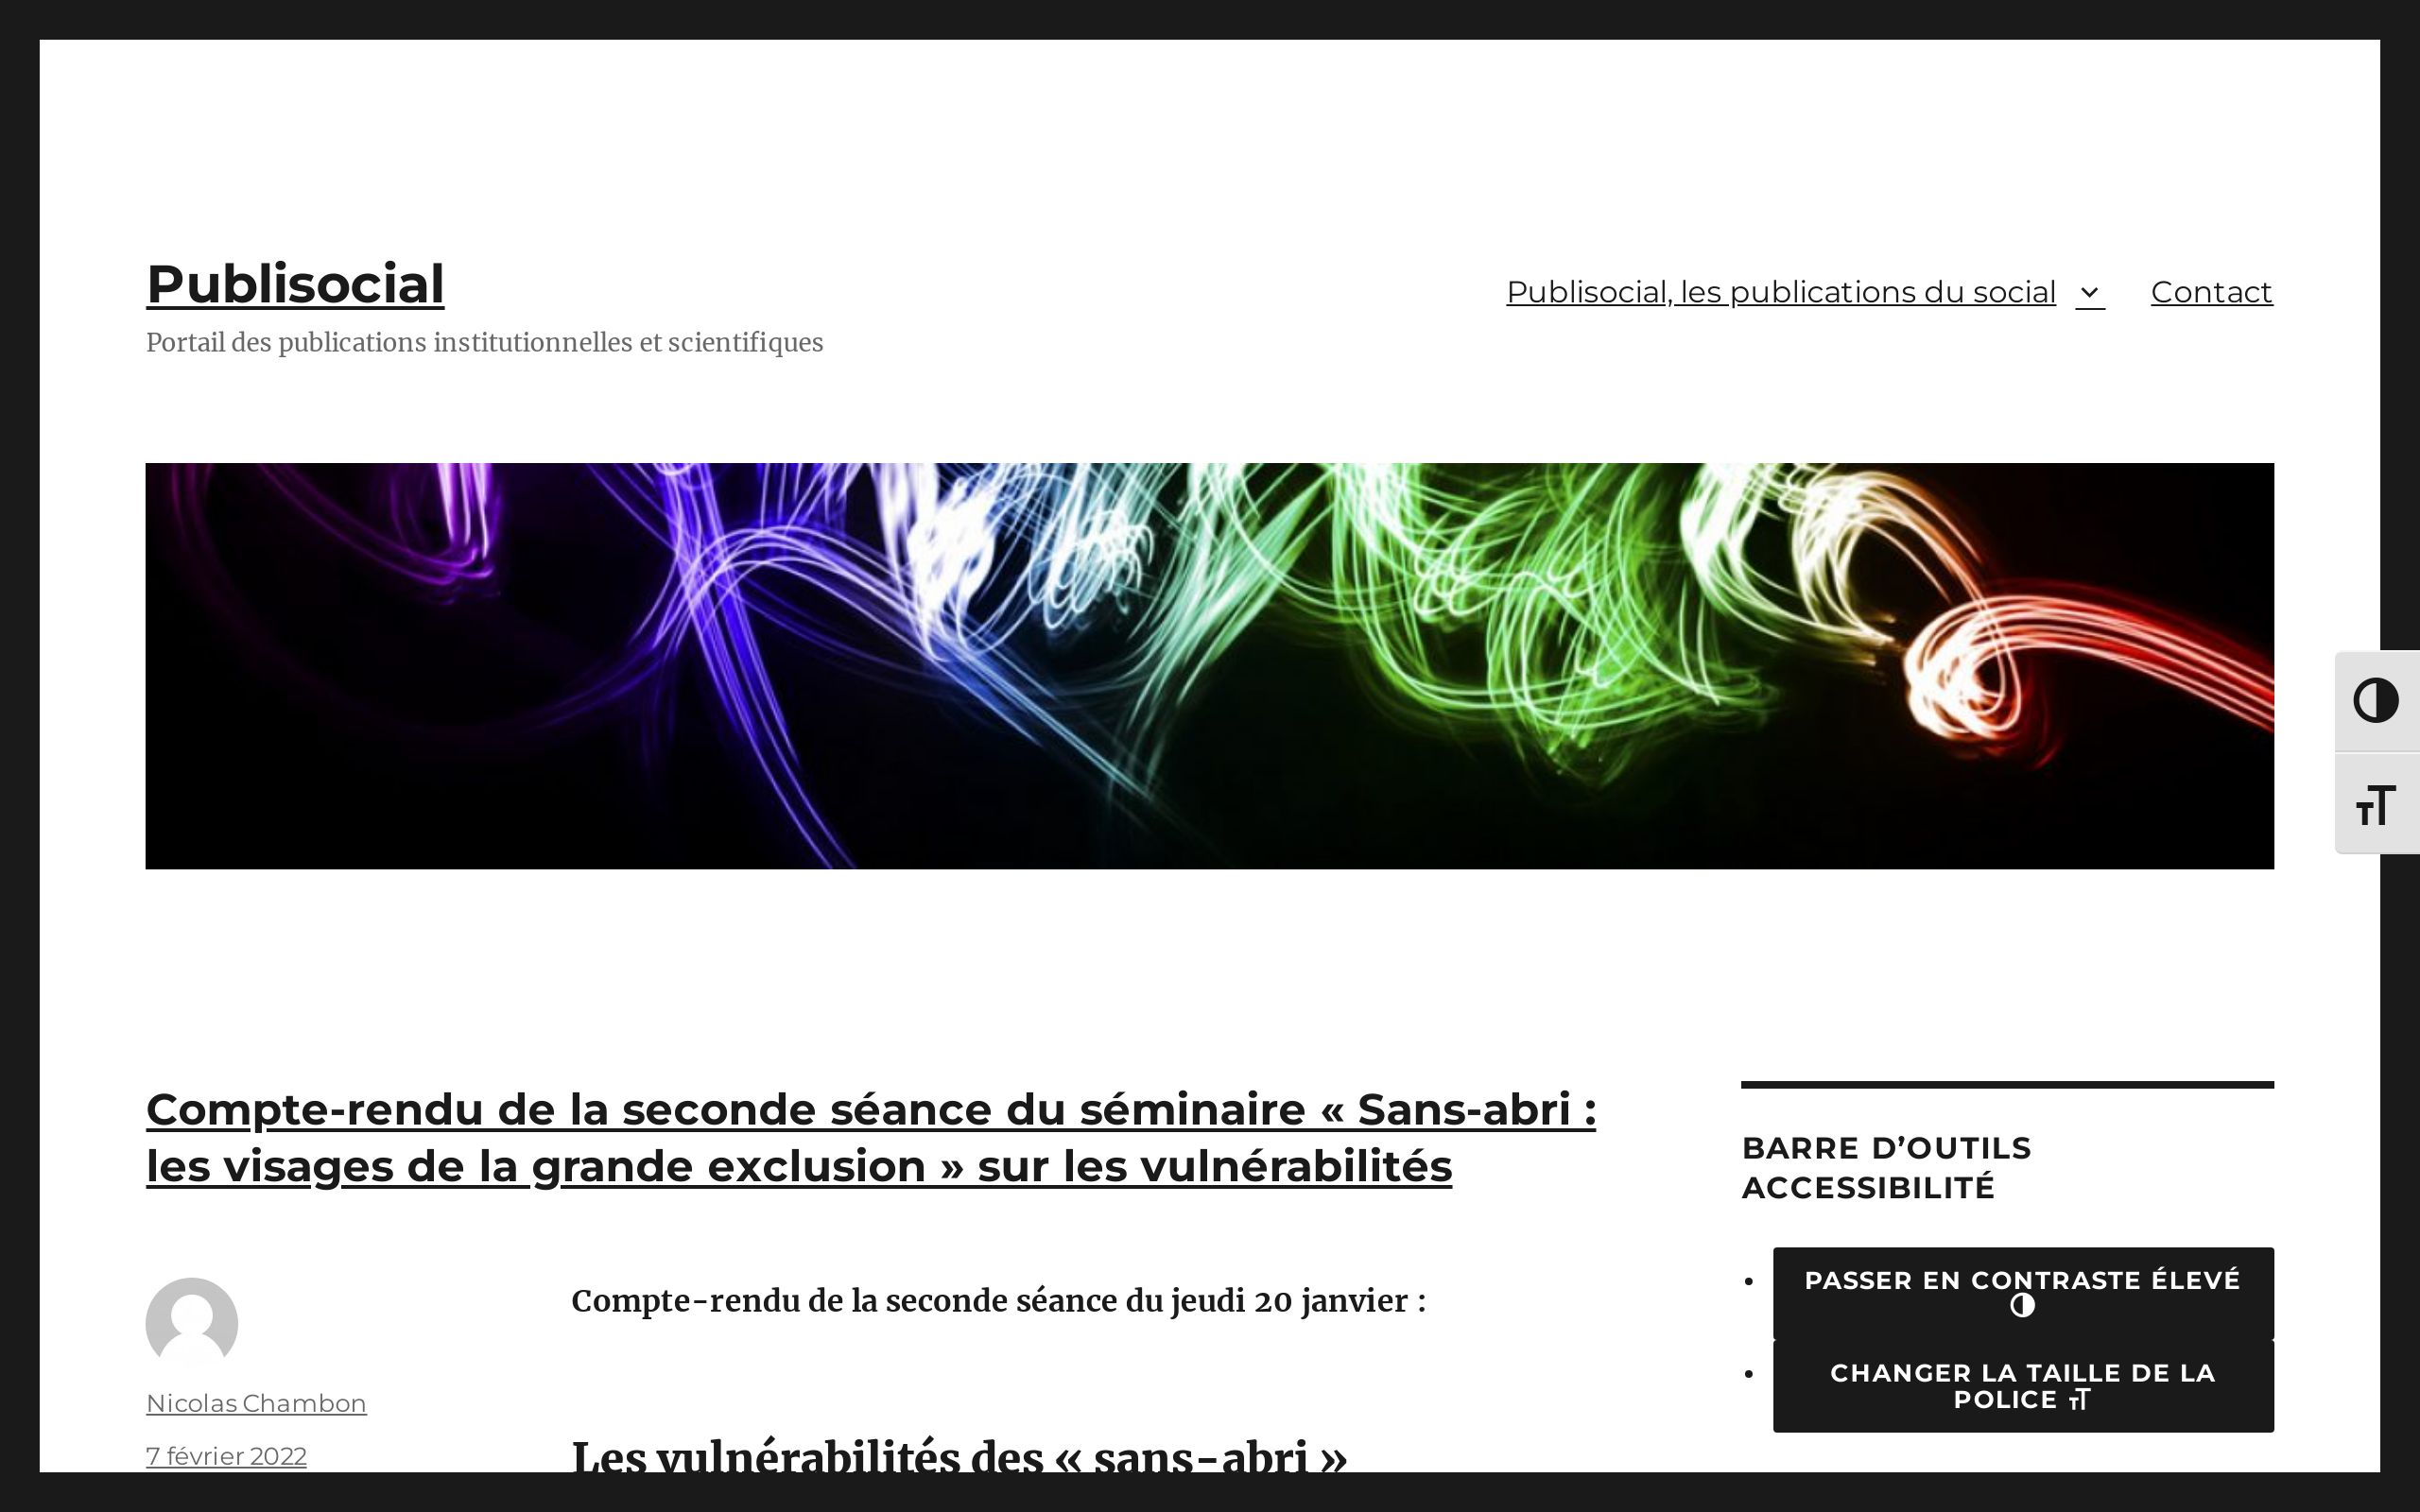 Publisocial
Portail des publications institutionnelles et scientifiques
Publisocial, les publications du social
Contact
Compte-rendu de la seconde séance du séminaire « Sans-abri :
les visages de la grande exclusion » sur les vulnérabilités
Nicolas Chambon
7 février 2022
Compte-rendu de la seconde séance du jeudi 20 janvier :
Les vulnérabilités des « sans-abri »
BARRE D’OUTILS
ACCESSIBILITÉ
PASSER EN CONTRASTE ÉLEVÉ
CHANGER LA TAILLE DE LA
POLICE